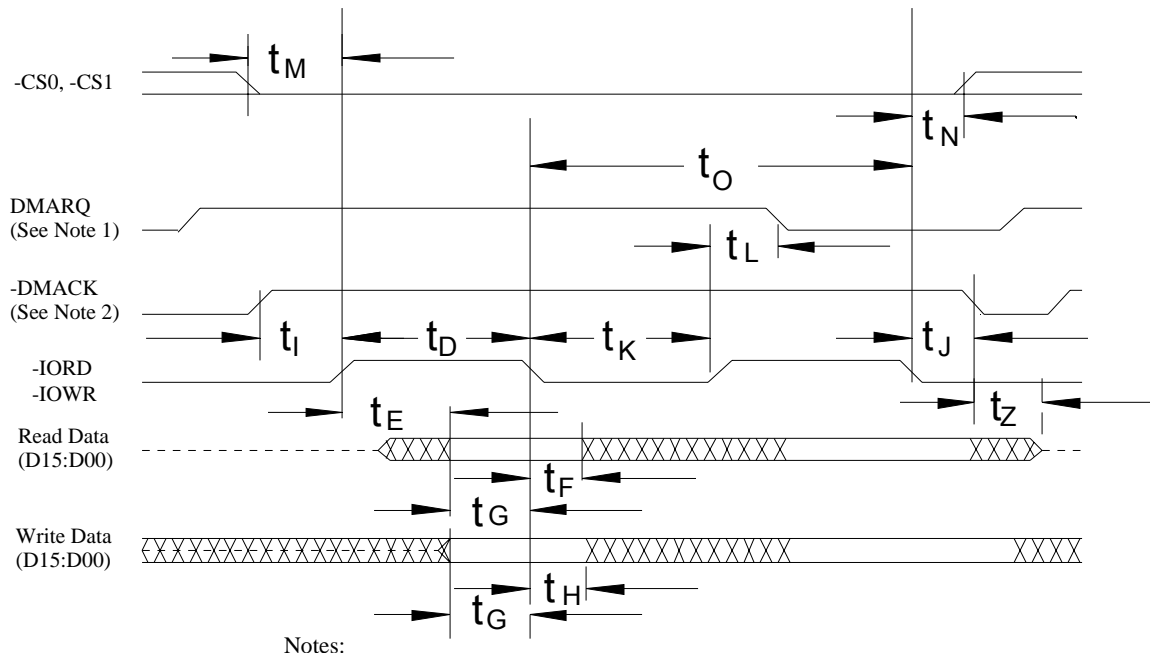 tM
-CS0, -CS1
tN
tO
DMARQ
(See Note 1)
tL
-DMACK
(See Note 2)
tI
tD
tK
tJ
-IORD
-IOWR
tE
tZ
Read Data
(D15:D00)
tF
tG
Write Data
(D15:D00)
tH
tG
Notes: